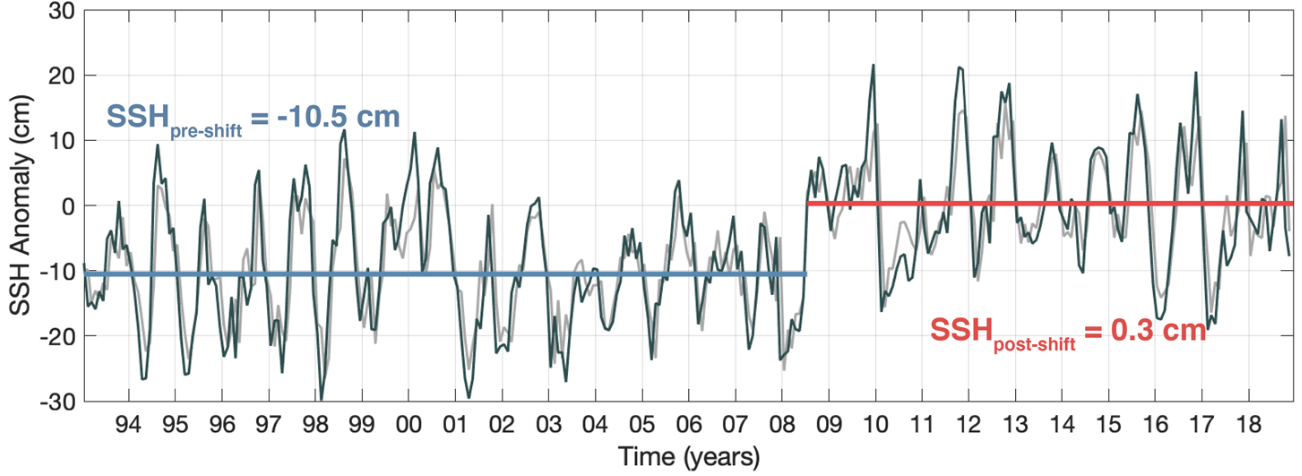 30
20
10
0
-10
-20
-30
SSH Anomaly (cm)
SSHpre-shift = -10.5 cm
SSHpost-shift = 0.3 cm
94 95 96 97 98 99 00 01 02 03 04 05 06 07 08 09 10 11 12 13 14 15 16 17 18
Time (years)